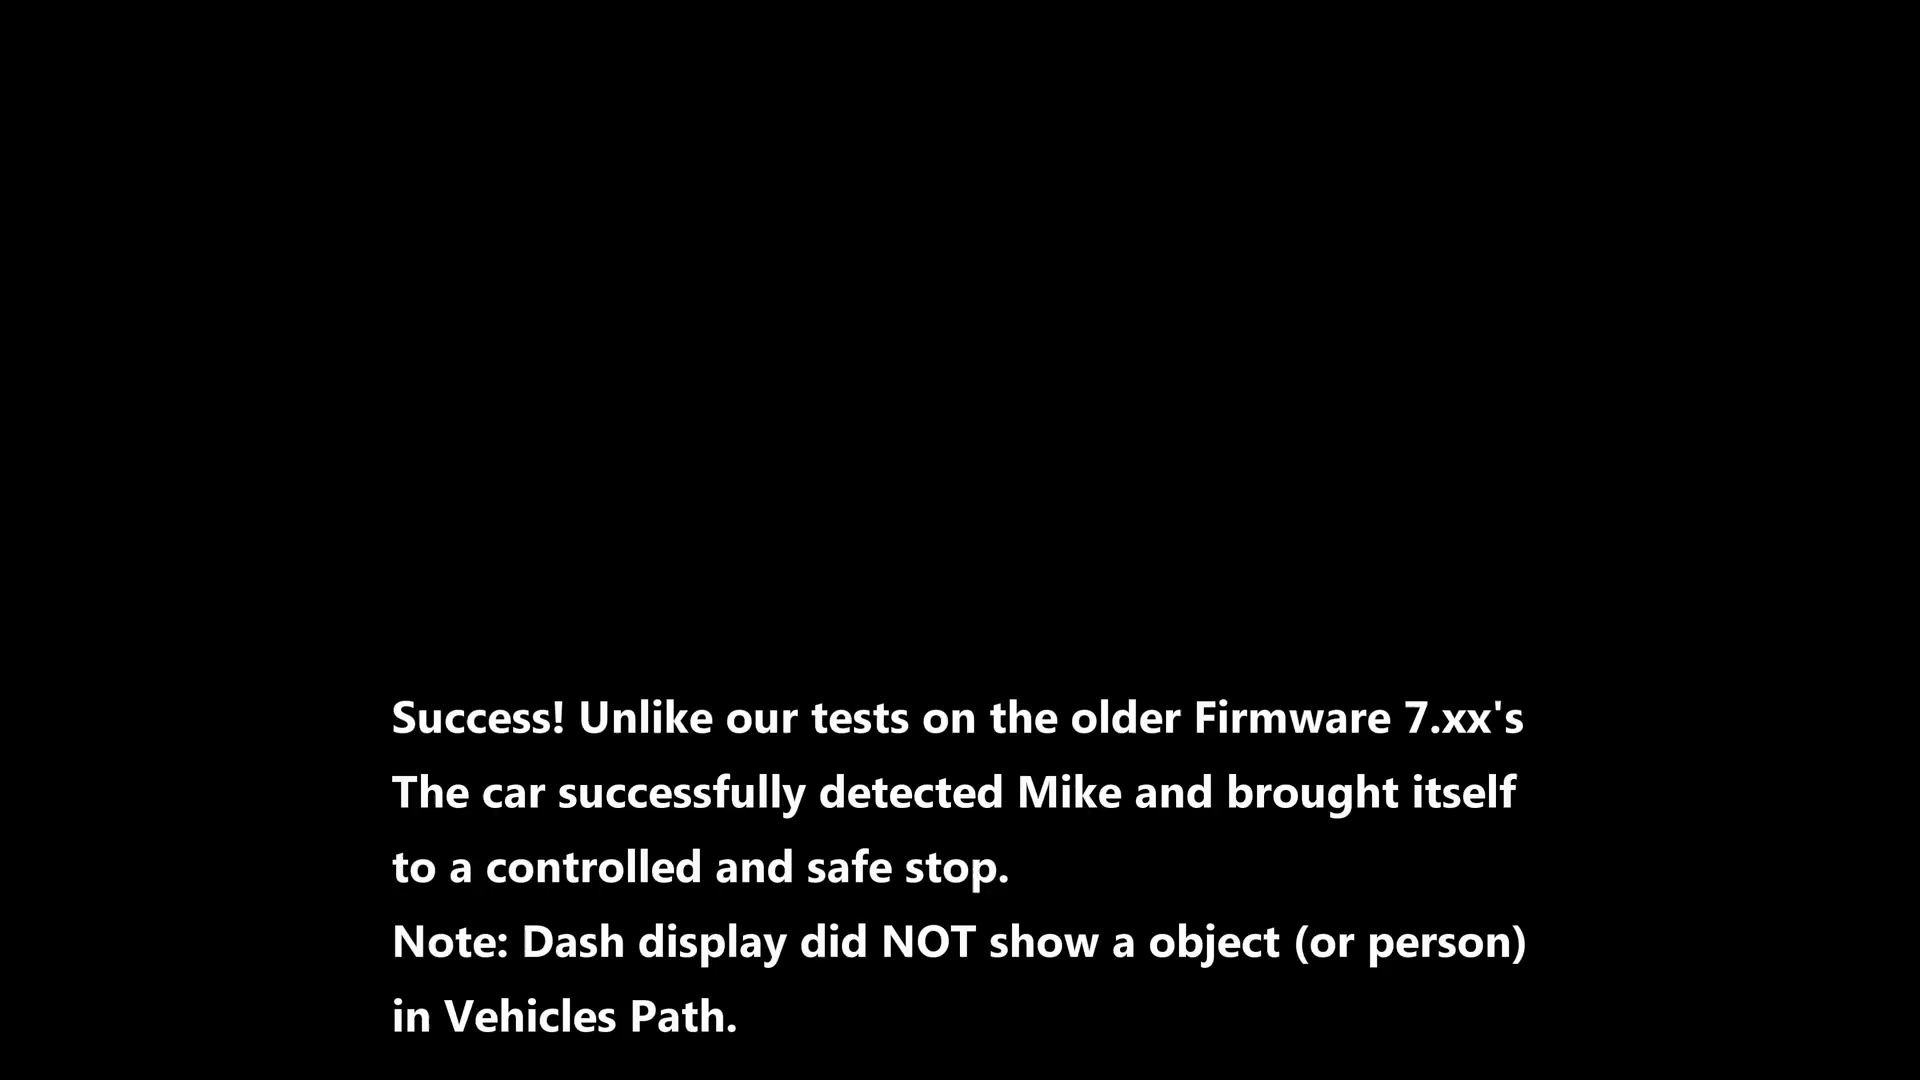 Success! Unlike our tests on the older Firmware 7.xx's
The car successfully detected Mike and brought itself
to a controlled and safe stop.
Note: Dash display did NOT show a object (or person)
in Vehicles Path.